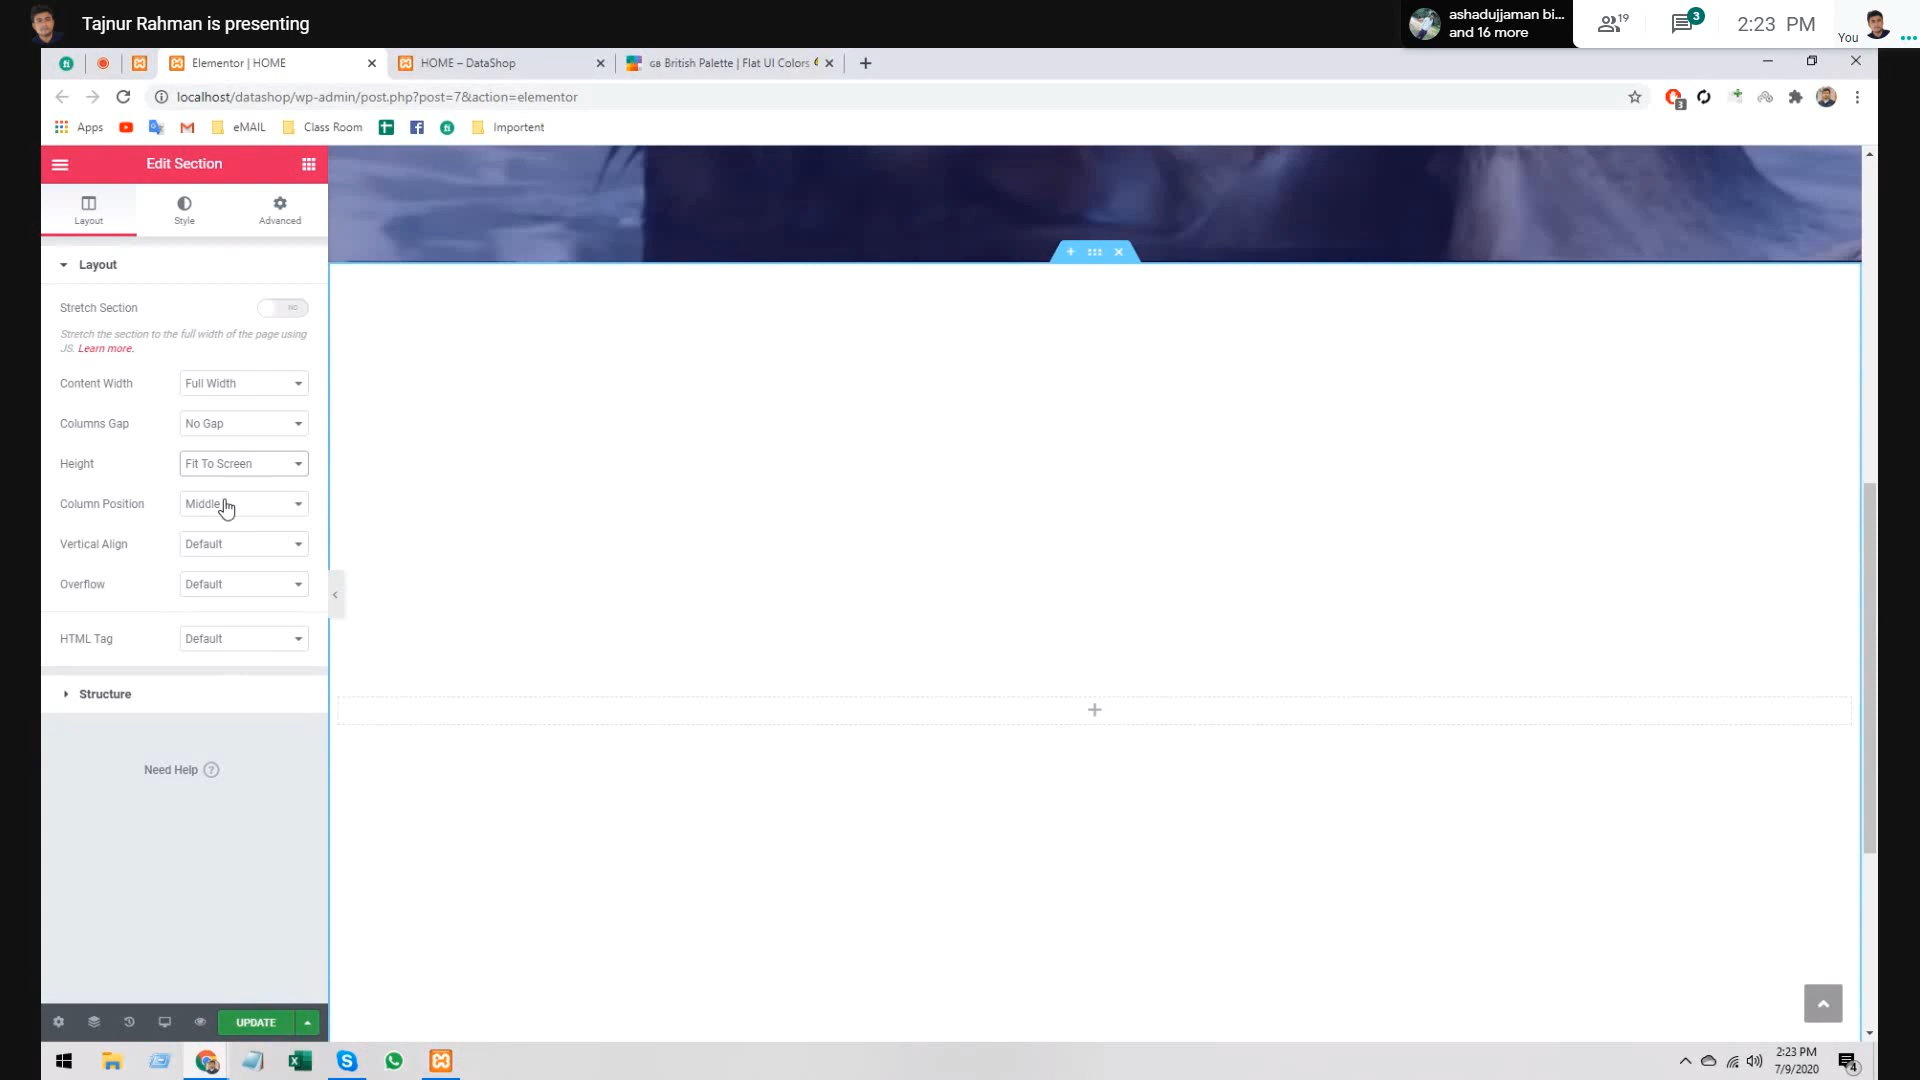 Tajnur Rahman is presenting
ashadujjaman bi...
and 16 more
19
3
2:23 PM
You
Elementor | HOME
HOME – DataShop
GB British Palette | Flat UI Colors
localhost/datashop/wp-admin/post.php?post=7&action=elementor
3
Apps
eMAIL
Class Room
Importent
Edit Section
Layout
Style
Advanced
Layout
Stretch Section
NO
Stretch the section to the full width of the page using
JS. Learn more.
Content Width
Full Width
Columns Gap
No Gap
Height
Fit To Screen
Column Position
Middle
Vertical Align
Default
Overflow
Default
HTML Tag
Default
Structure
Need Help
UPDATE
2:23 PM
7/9/2020
4